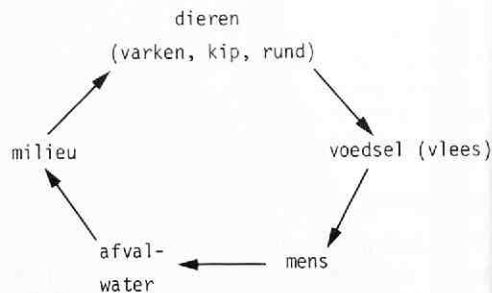 dieren
(varken, kip, rund)
milieu
voedsel (vlees)
afval-
water
mens